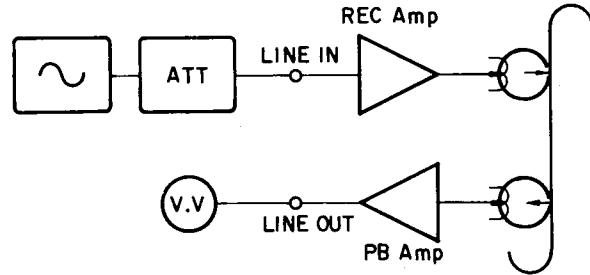 REC Amp
LINE IN
ATT
V.V
LINE OUT
PB Amp